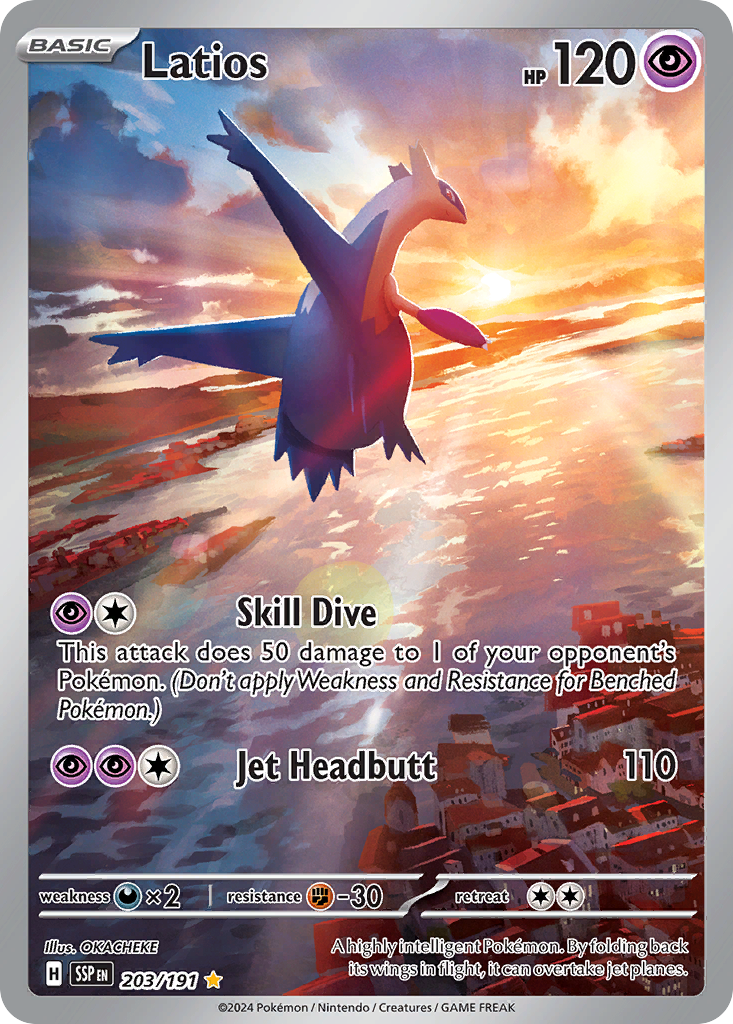 BASIC
Latios
HP 120
Skill Dive
This attack does 50 damage to 1 of your opponent's
Pokémon. (Don't apply Weakness and Resistance for Benched
Pokémon.)
Jet Headbutt 110
weakness ×2 resistance -30 retreat
Illus. OKACHEKE
A highly intelligent Pokémon. By folding back
its wings in flight, it can overtake jet planes.
H SSP EN 203/191
©2024 Pokémon / Nintendo / Creatures / GAME FREAK